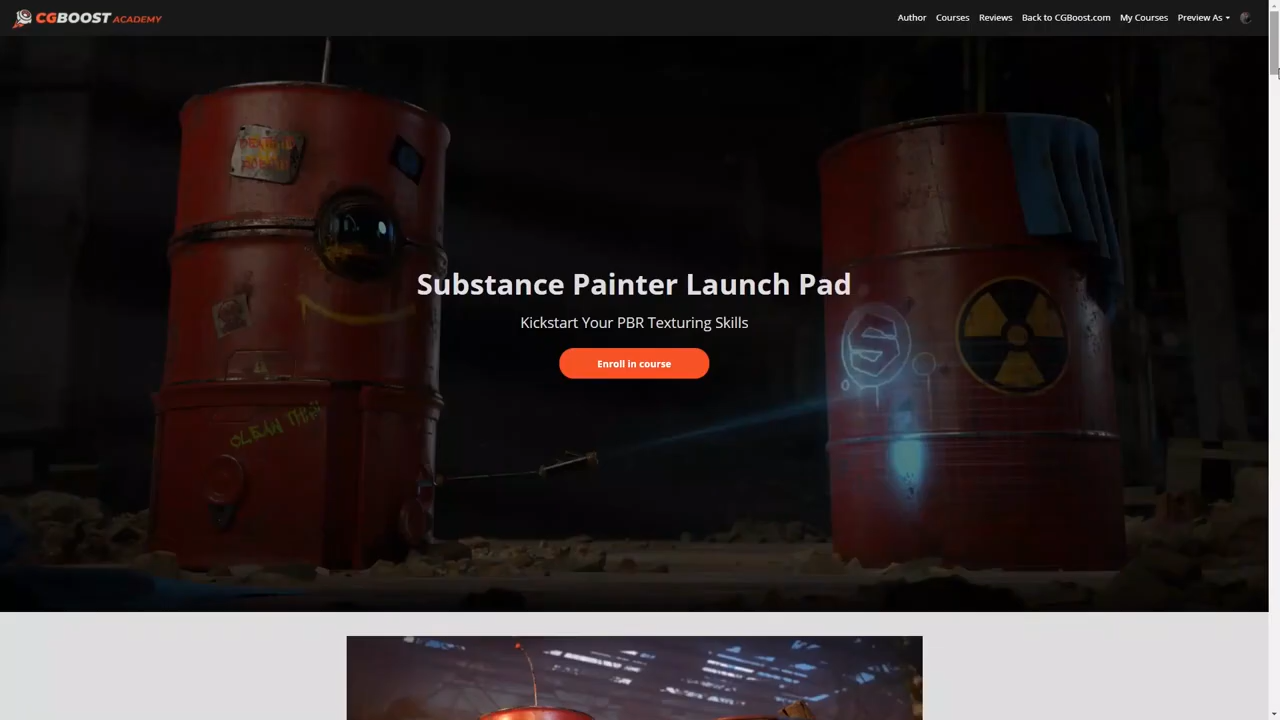 CGBOOST ACADEMY
Author Courses Reviews Back to CGBoost.com My Courses Preview As
Substance Painter Launch Pad
Kickstart Your PBR Texturing Skills
Enroll in course
CLEAN